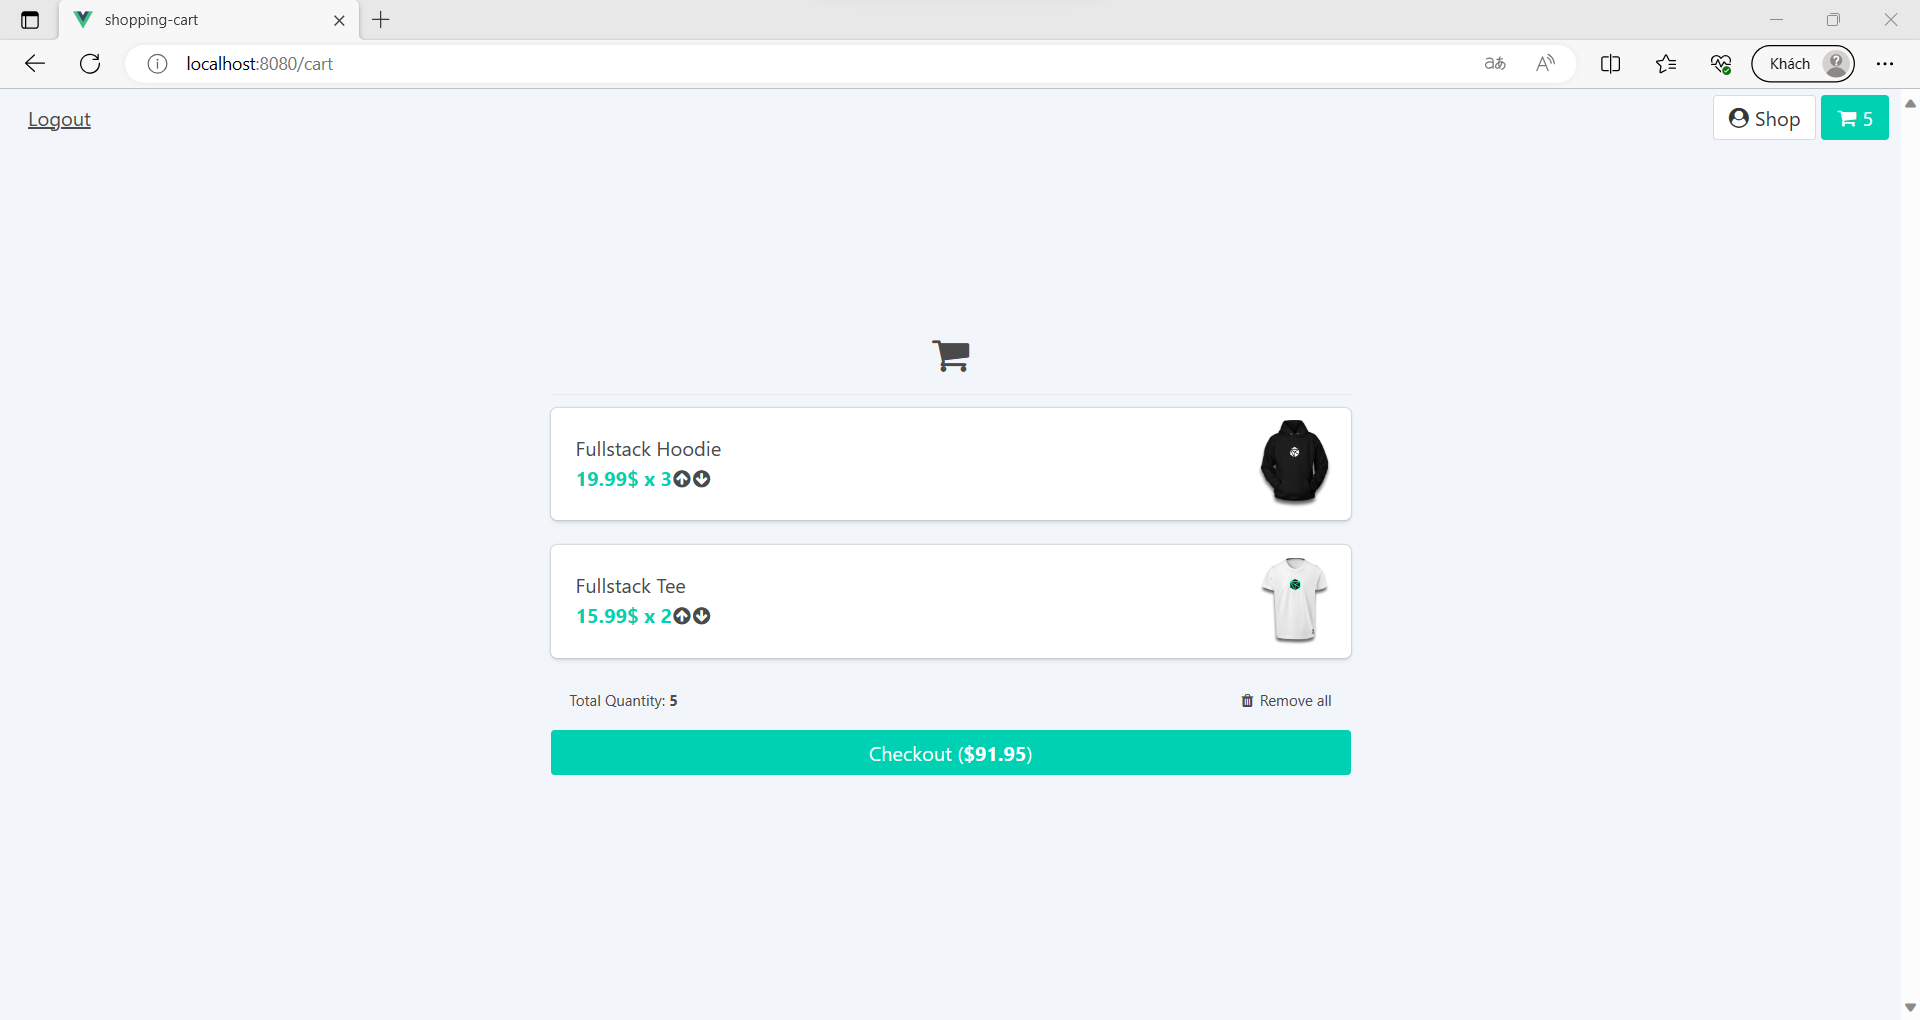 shopping-cart
localhost:8080/cart
Khách
Logout
Shop
5
Fullstack Hoodie
19.99$ x 3
Fullstack Tee
15.99$ x 2
Total Quantity: 5
Remove all
Checkout ($91.95)